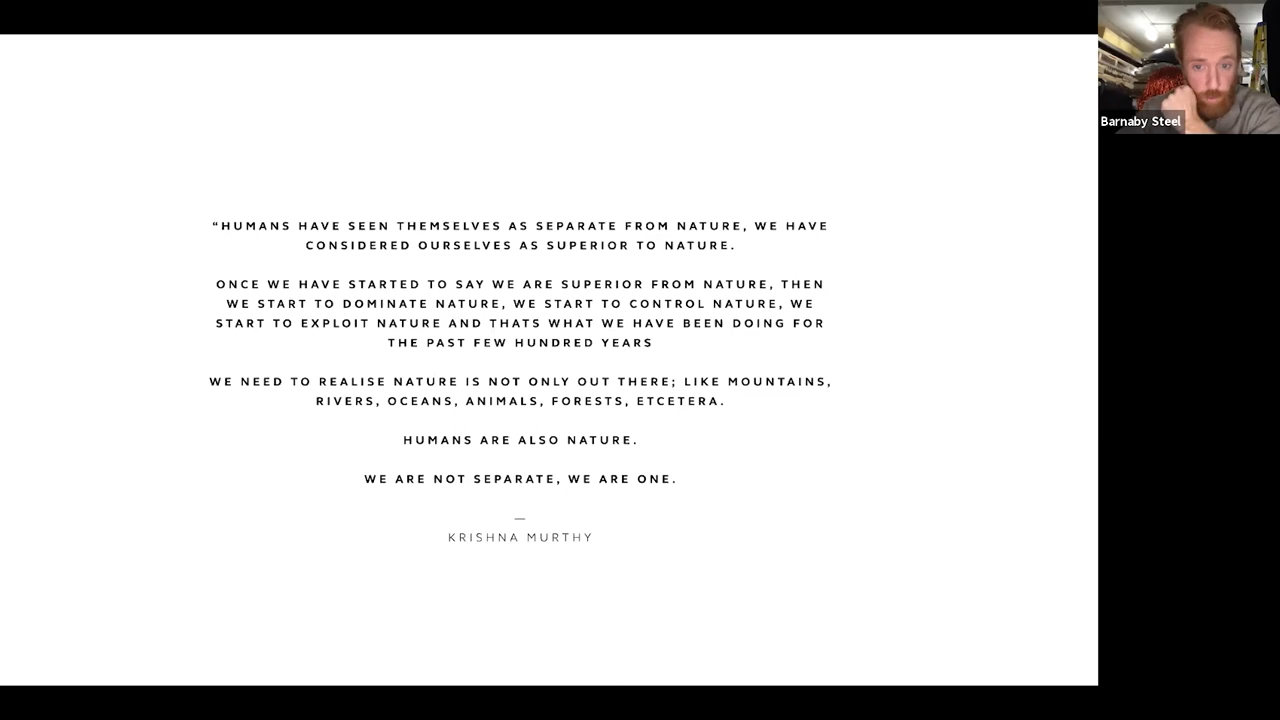 “HUMANS HAVE SEEN THEMSELVES AS SEPARATE FROM NATURE, WE HAVE
CONSIDERED OURSELVES AS SUPERIOR TO NATURE.
ONCE WE HAVE STARTED TO SAY WE ARE SUPERIOR FROM NATURE, THEN
WE START TO DOMINATE NATURE, WE START TO CONTROL NATURE, WE
START TO EXPLOIT NATURE AND THATS WHAT WE HAVE BEEN DOING FOR
THE PAST FEW HUNDRED YEARS
WE NEED TO REALISE NATURE IS NOT ONLY OUT THERE; LIKE MOUNTAINS,
RIVERS, OCEANS, ANIMALS, FORESTS, ETCETERA.
HUMANS ARE ALSO NATURE.
WE ARE NOT SEPARATE, WE ARE ONE.
—
KRISHNA MURTHY
Barnaby Steel